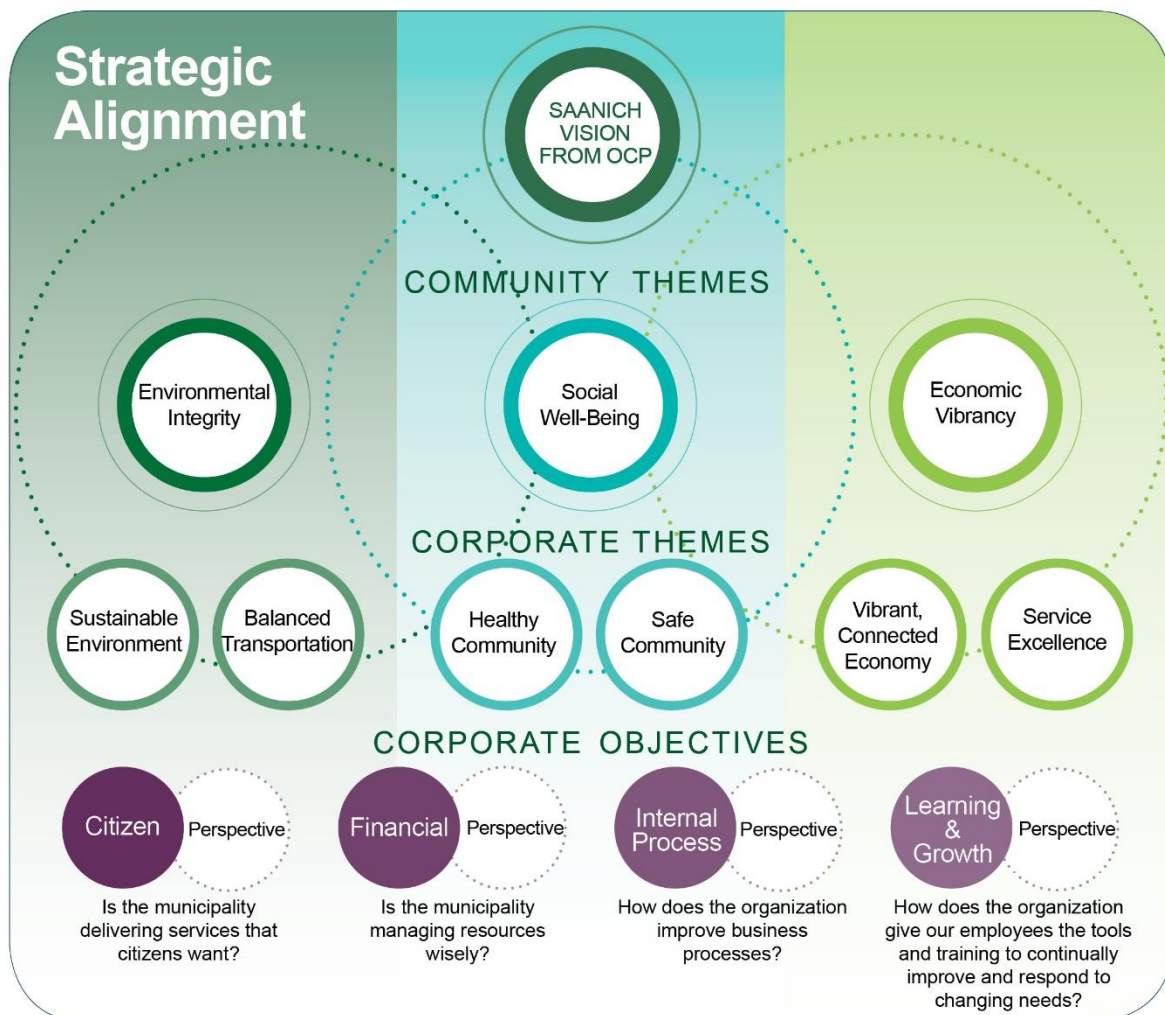 Strategic
Alignment
SAANICH
VISION
FROM OCP
COMMUNITY THEMES
Environmental
Integrity
Social
Well-Being
Economic
Vibrancy
CORPORATE THEMES
Sustainable
Environment
Balanced
Transportation
Healthy
Community
Safe
Community
Vibrant,
Connected
Economy
Service
Excellence
CORPORATE OBJECTIVES
Citizen
Perspective
Is the municipality
delivering services that
citizens want?
Financial
Perspective
Is the municipality
managing resources
wisely?
Internal
Process
Perspective
How does the organization
improve business
processes?
Learning
&
Growth
Perspective
How does the organization
give our employees the tools
and training to continually
improve and respond to
changing needs?